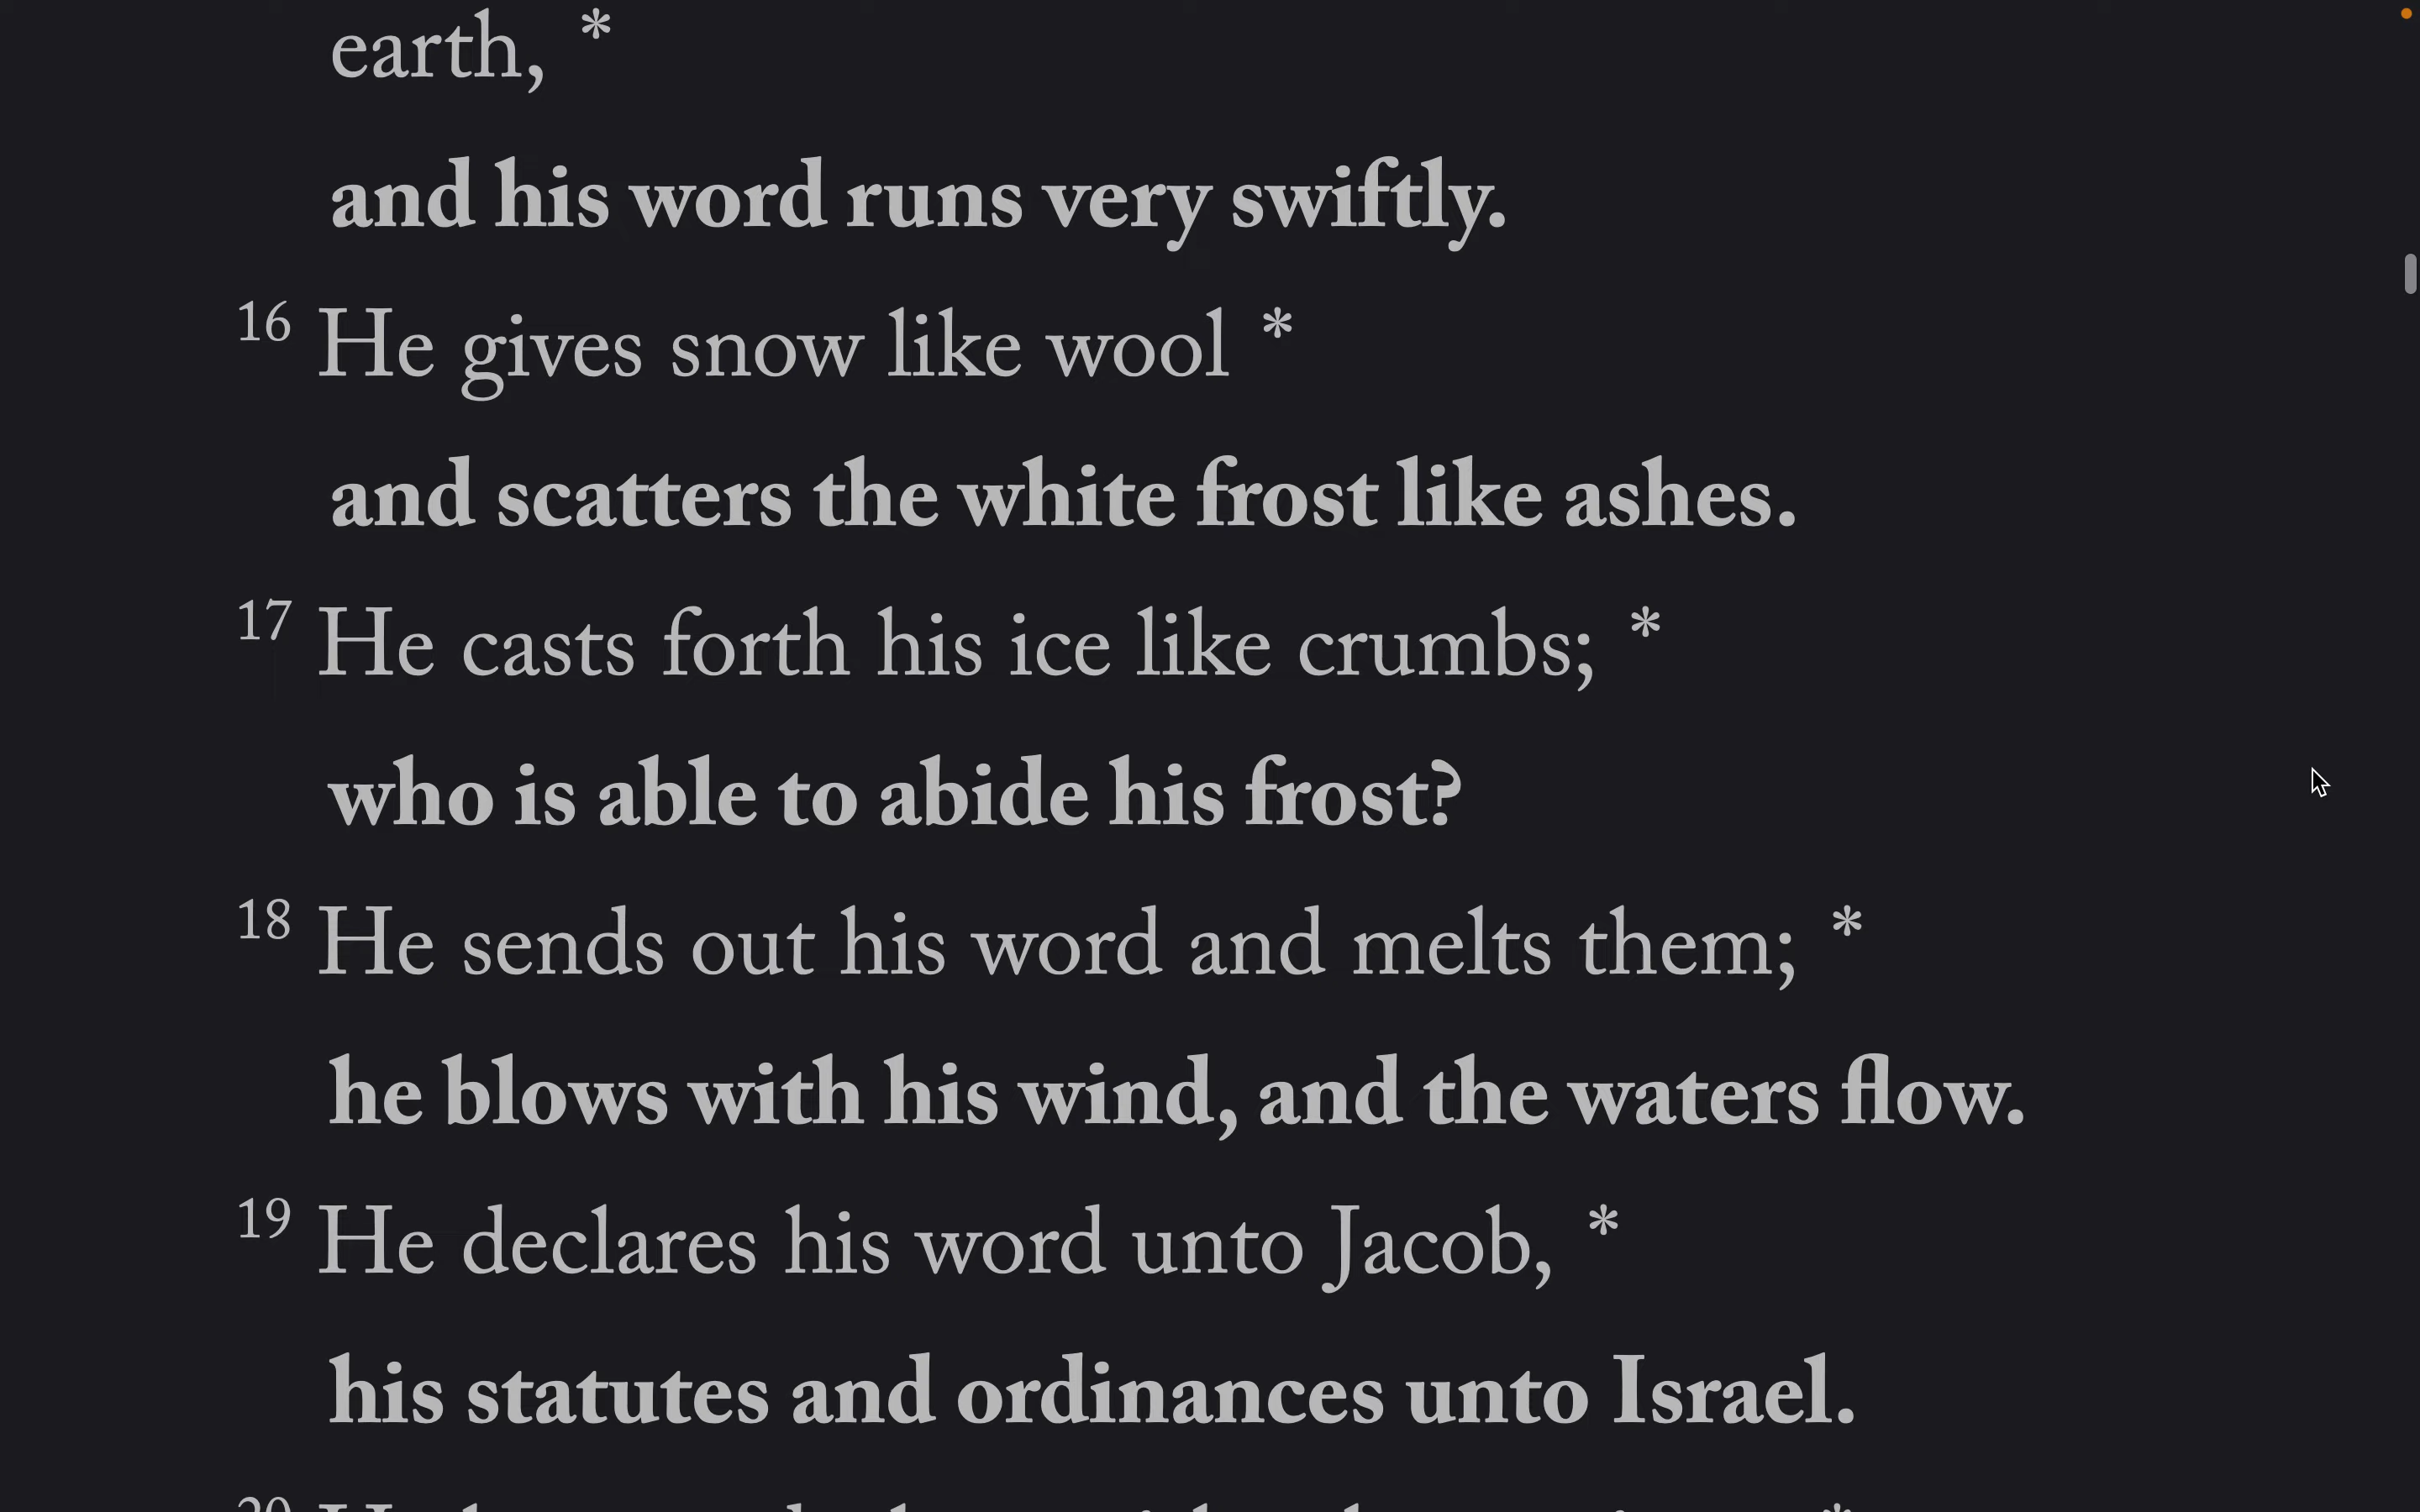 earth, *
and his word runs very swiftly.
16 He gives snow like wool *
and scatters the white frost like ashes.
17 He casts forth his ice like crumbs; *
who is able to abide his frost?
18 He sends out his word and melts them; *
he blows with his wind, and the waters flow.
19 He declares his word unto Jacob, *
his statutes and ordinances unto Israel.
20